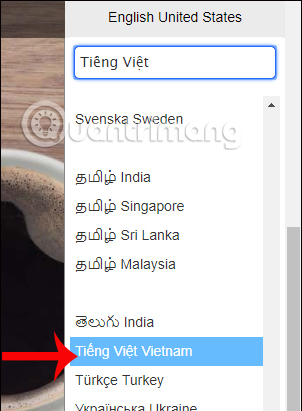 English United States
Tiêng Việt
Svenska Sweden
Quantrimang
தமிழ் India
தமிழ் Singapore
தமிழ் Sri Lanka
தமிழ் Malaysia
తెలుగు India
Tiếng Việt Vietnam
Türkçe Turkey
Українська Ukraine